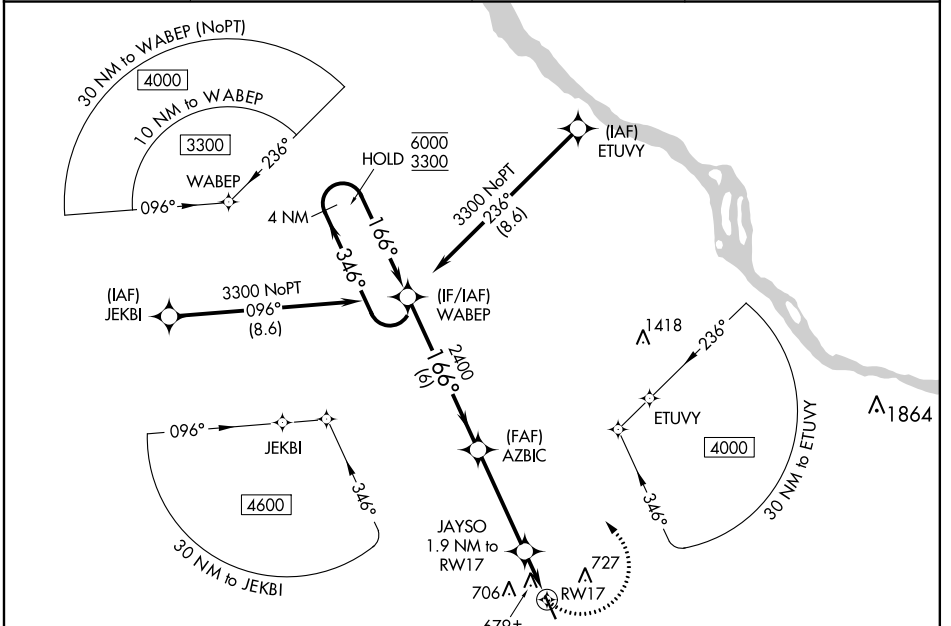 30 NM to WABEP (NoPT)
4000
10 NM to WABEP
3300
WABEP
236°
096°
HOLD 6000
3300
4 NM
166°
346°
(IAF)
ETUVY
3300 NoPT
236°
(8.6)
(IAF)
JEKBI
3300 NoPT
096°
(8.6)
(IF/IAF)
WABEP
2400
166°
(6)
(FAF)
AZBIC
1418
236°
ETUVY
4000
346°
30 NM to ETUVY
1864
096°
JEKBI
4600
346°
30 NM to JEKBI
JAYSO
1.9 NM to
RW17
706
727
RW17
679±